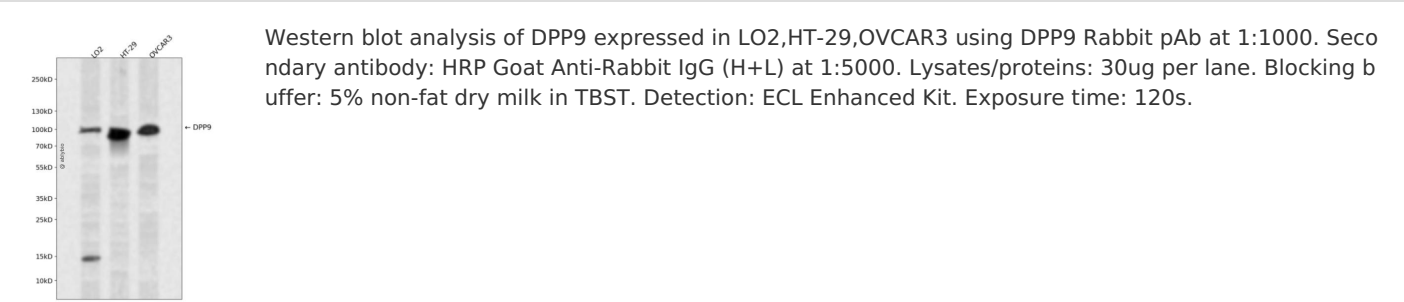 LO2 HT-29 OVCAR3
250kD
130kD
100kD
← DPP9
70kD
55kD
35kD
25kD
15kD
10kD
@ abybio
Western blot analysis of DPP9 expressed in LO2,HT-29,OVCAR3 using DPP9 Rabbit pAb at 1:1000. Seco
ndary antibody: HRP Goat Anti-Rabbit IgG (H+L) at 1:5000. Lysates/proteins: 30ug per lane. Blocking b
uffer: 5% non-fat dry milk in TBST. Detection: ECL Enhanced Kit. Exposure time: 120s.